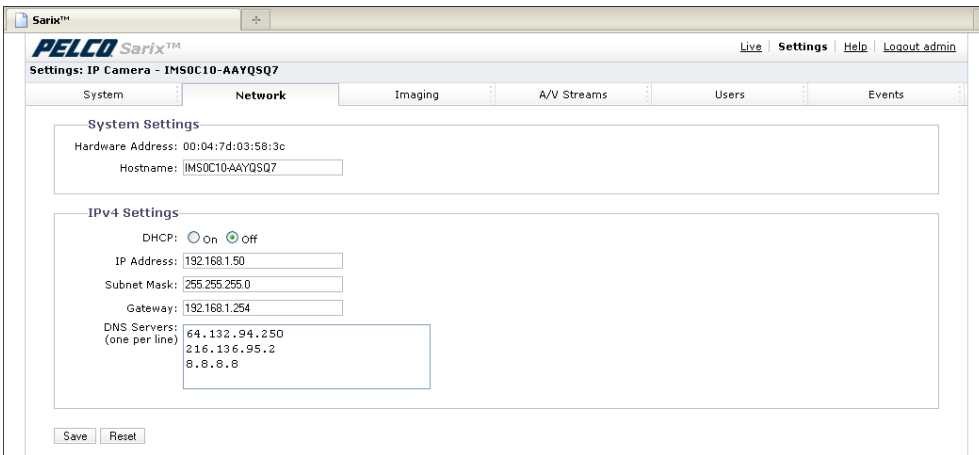 Sarix™
PELCO Sarix™
Live Settings Help Logout admin
Settings: IP Camera - IMS0C10-AAYQSQ7
System Network Imaging A/V Streams Users Events
System Settings
Hardware Address: 00:04:7d:03:58:3c
Hostname: IMS0C10-AAYQSQ7
IPv4 Settings
DHCP: On Off
IP Address: 192.168.1.50
Subnet Mask: 255.255.255.0
Gateway: 192.168.1.254
DNS Servers:
(one per line)
64.132.94.250
216.136.95.2
8.8.8.8
Save Reset